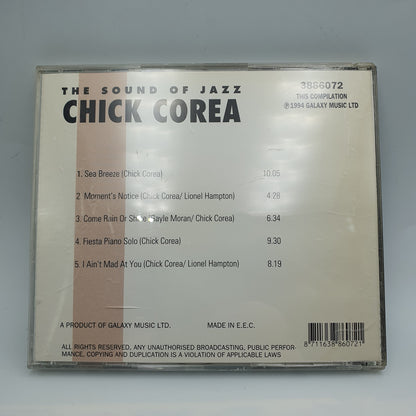 THE SOUND OF JAZZ
CHICK COREA
3886072
THIS COMPILATION
℗ 1994 GALAXY MUSIC LTD
1. Sea Breeze (Chick Corea) 10.05
2. Moment's Notice (Chick Corea/ Lionel Hampton) 4.28
3. Come Rain Or Shine (Gayle Moran/ Chick Corea) 6.34
4. Fiesta Piano Solo (Chick Corea) 9.30
5. I Ain't Mad At You (Chick Corea/ Lionel Hampton) 8.19
A PRODUCT OF GALAXY MUSIC LTD. MADE IN E.E.C.
ALL RIGHTS RESERVED, ANY UNAUTHORISED BROADCASTING, PUBLIC PERFOR-
MANCE, COPYING AND DUPLICATION IS A VIOLATION OF APPLICABLE LAWS
8 711638 860721